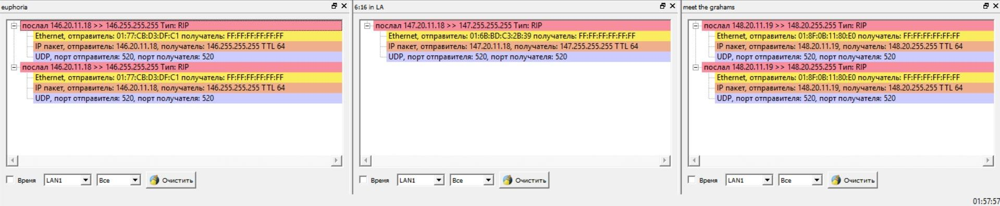 euphoria
послал 146.20.11.18 >> 146.255.255.255 Тип: RIP
Ethernet, отправитель: 01:77:CB:D3:DF:C1 получатель: FF:FF:FF:FF:FF:FF
IP пакет, отправитель: 146.20.11.18, получатель: 146.255.255.255 TTL 64
UDP, порт отправителя: 520, порт получателя: 520
послал 146.20.11.18 >> 146.255.255.255 Тип: RIP
Ethernet, отправитель: 01:77:CB:D3:DF:C1 получатель: FF:FF:FF:FF:FF:FF
IP пакет, отправитель: 146.20.11.18, получатель: 146.255.255.255 TTL 64
UDP, порт отправителя: 520, порт получателя: 520
Время LAN1 Все Очистить
6:16 in LA
послал 147.20.11.18 >> 147.255.255.255 Тип: RIP
Ethernet, отправитель: 01:6B:BD:C3:2B:39 получатель: FF:FF:FF:FF:FF:FF
IP пакет, отправитель: 147.20.11.18, получатель: 147.255.255.255 TTL 64
UDP, порт отправителя: 520, порт получателя: 520
Время LAN1 Все Очистить
meet the grahams
послал 148.20.11.19 >> 148.20.255.255 Тип: RIP
Ethernet, отправитель: 01:8F:0B:11:80:E0 получатель: FF:FF:FF:FF:FF:FF
IP пакет, отправитель: 148.20.11.19, получатель: 148.20.255.255 TTL 64
UDP, порт отправителя: 520, порт получателя: 520
послал 148.20.11.19 >> 148.20.255.255 Тип: RIP
Ethernet, отправитель: 01:8F:0B:11:80:E0 получатель: FF:FF:FF:FF:FF:FF
IP пакет, отправитель: 148.20.11.19, получатель: 148.20.255.255 TTL 64
UDP, порт отправителя: 520, порт получателя: 520
Время LAN1 Все Очистить
01:57:57